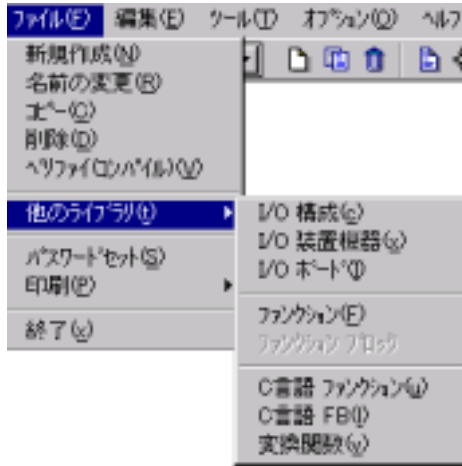 ファイル(F) 編集(E) ツール(T) オプション(O) ヘルプ
新規作成(N)
名前の変更(R)
コピー(C)
削除(D)
ベリファイ(コンパイル)(V)
他のライブラリ(t)
パスワードセット(S)
印刷(P)
終了(x)
I/O 構成(c)
I/O 装置機器(x)
I/O ボード(I)
ファンクション(F)
ファンクション ブロック
C言語 ファンクション(u)
C言語 FB(l)
変換関数(v)